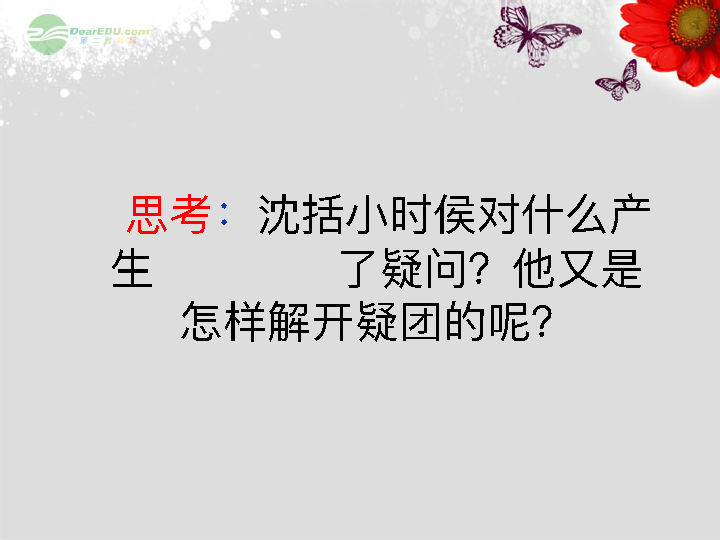 DearEDU.com
第二教育网
思考：沈括小时侯对什么产
生 了疑问？他又是
怎样解开疑团的呢？